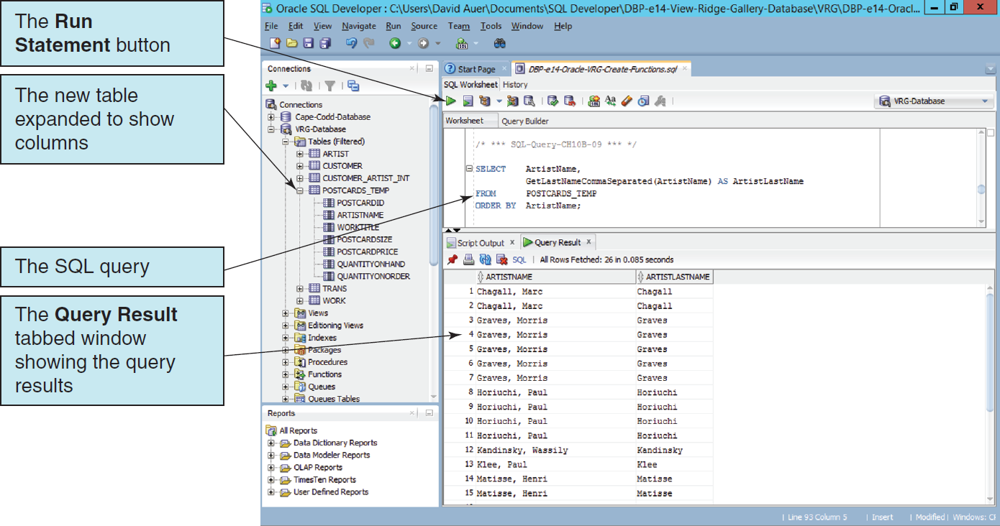 The Run
Statement button
The new table
expanded to show
columns
The SQL query
The Query Result
tabbed window
showing the query
results
Oracle SQL Developer : C:\Users\David Auer\Documents\SQL Developer\DBP-e14-View-Ridge-Gallery-Database\VRG\DBP-e14-Oracl...
File Edit View Navigate Run Source Team Tools Window Help
Connections
Connections
Cape-Codd-Database
VRG-Database
Tables (Filtered)
ARTIST
CUSTOMER
CUSTOMER_ARTIST_INT
POSTCARDS_TEMP
POSTCARDID
ARTISTNAME
WORKTITLE
POSTCARDSIZE
POSTCARDPRICE
QUANTITYONHAND
QUANTITYONORDER
TRANS
WORK
Views
Editioning Views
Indexes
Packages
Procedures
Functions
Queues
Queues Tables
Reports
All Reports
Data Dictionary Reports
Data Modeler Reports
OLAP Reports
TimesTen Reports
User Defined Reports
Start Page DBP-e14-Oracle-VRG-Create-Functions.sql
SQL Worksheet History
VRG-Database
Worksheet Query Builder
/* *** SQL-Query-CH10B-09 *** */
SELECT ArtistName,
GetLastNameCommaSeparated(ArtistName) AS ArtistLastName
FROM POSTCARDS_TEMP
ORDER BY ArtistName;
Script Output x Query Result x
SQL | All Rows Fetched: 26 in 0.085 seconds
ARTISTNAME ARTISTLASTNAME
1 Chagall, Marc Chagall
2 Chagall, Marc Chagall
3 Graves, Morris Graves
4 Graves, Morris Graves
5 Graves, Morris Graves
6 Graves, Morris Graves
7 Graves, Morris Graves
8 Horiuchi, Paul Horiuchi
9 Horiuchi, Paul Horiuchi
10 Horiuchi, Paul Horiuchi
11 Horiuchi, Paul Horiuchi
12 Kandinsky, Wassily Kandinsky
13 Klee, Paul Klee
14 Matisse, Henri Matisse
15 Matisse, Henri Matisse
| Line 93 Column 5 | Insert | Modified | Windows: